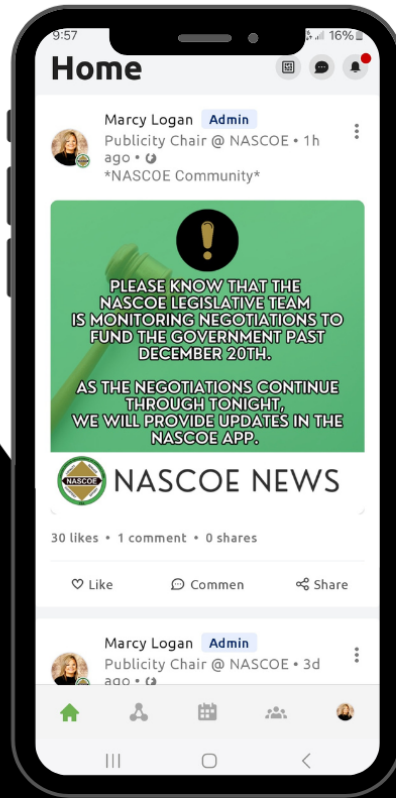 9:57
16%
Home
Marcy Logan Admin
Publicity Chair @ NASCOE • 1h
ago •
*NASCOE Community*
PLEASE KNOW THAT THE
NASCOE LEGISLATIVE TEAM
IS MONITORING NEGOTIATIONS TO
FUND THE GOVERNMENT PAST
DECEMBER 20TH.
AS THE NEGOTIATIONS CONTINUE
THROUGH TONIGHT,
WE WILL PROVIDE UPDATES IN THE
NASCOE APP.
NASCOE
NASCOE NEWS
30 likes • 1 comment • 0 shares
Like
Commen
Share
Marcy Logan Admin
Publicity Chair @ NASCOE • 3d
ago •